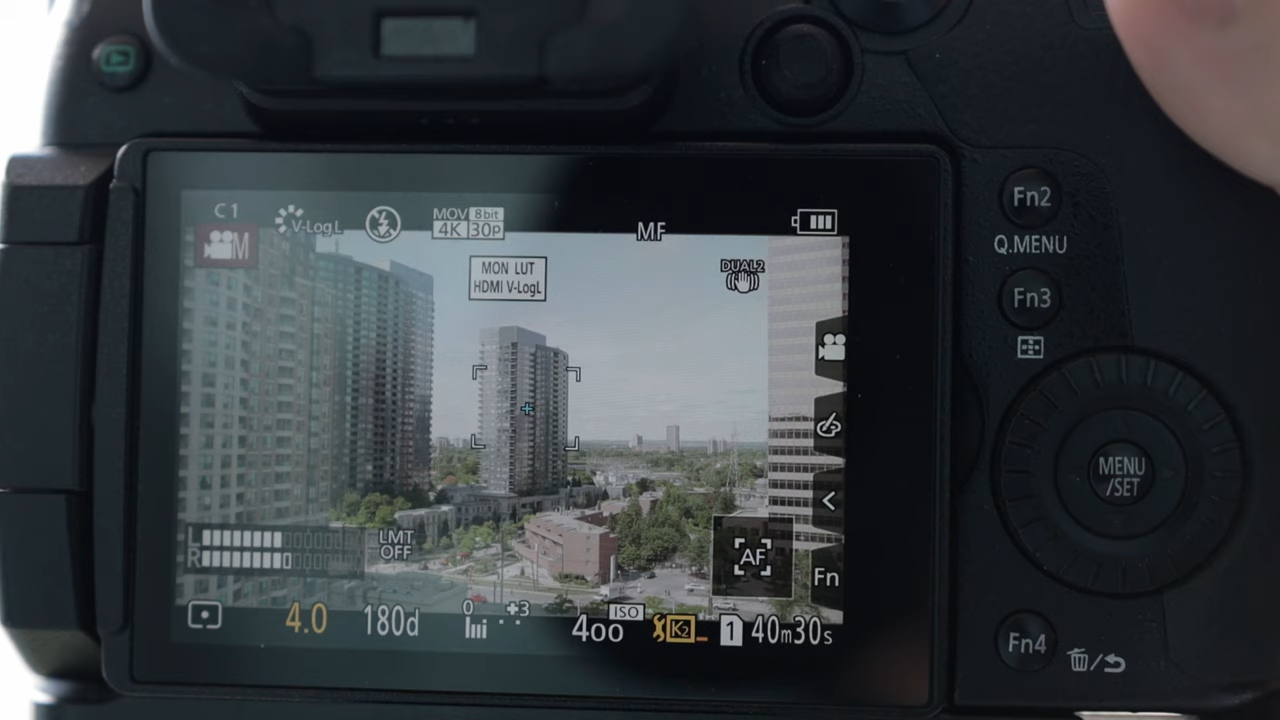 C1 V-LogL MOV 8bit 4K 30p MF
M
MON LUT
HDMI V-LogL
DUAL2
Fn2
Q.MENU
Fn3
MENU
/SET
L
R
LMT
OFF
AF
Fn
4.0 180d 0 +3 ISO 400 K2 1 40m30s
Fn4